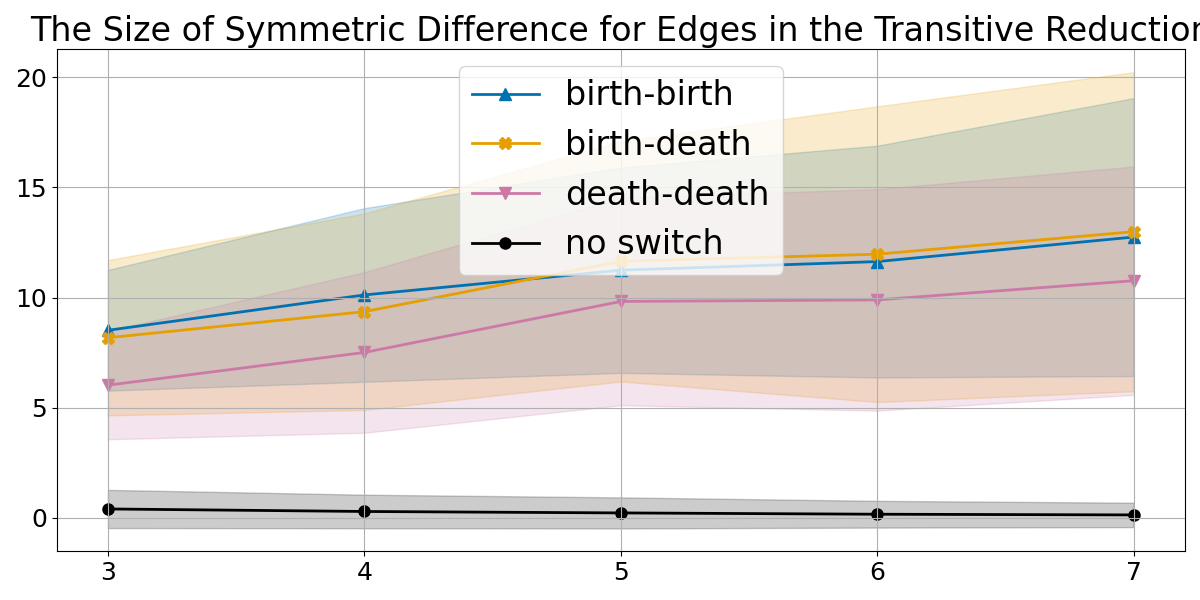 The Size of Symmetric Difference for Edges in the Transitive Reduction
20
15
10
5
0
birth-birth
birth-death
death-death
no switch
3 4 5 6 7